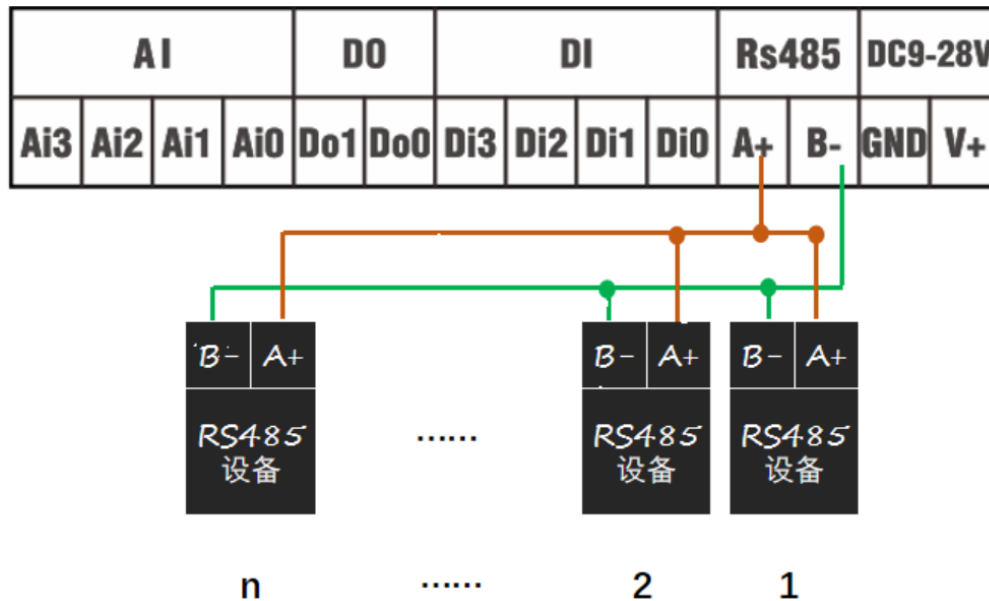 AI DO DI Rs485 DC9-28V
Ai3 Ai2 Ai1 Ai0 Do1 Do0 Di3 Di2 Di1 Di0 A+ B- GND V+
B- A+ B- A+ B- A+
RS485 ...... RS485 RS485
设备 设备 设备
n ...... 2 1